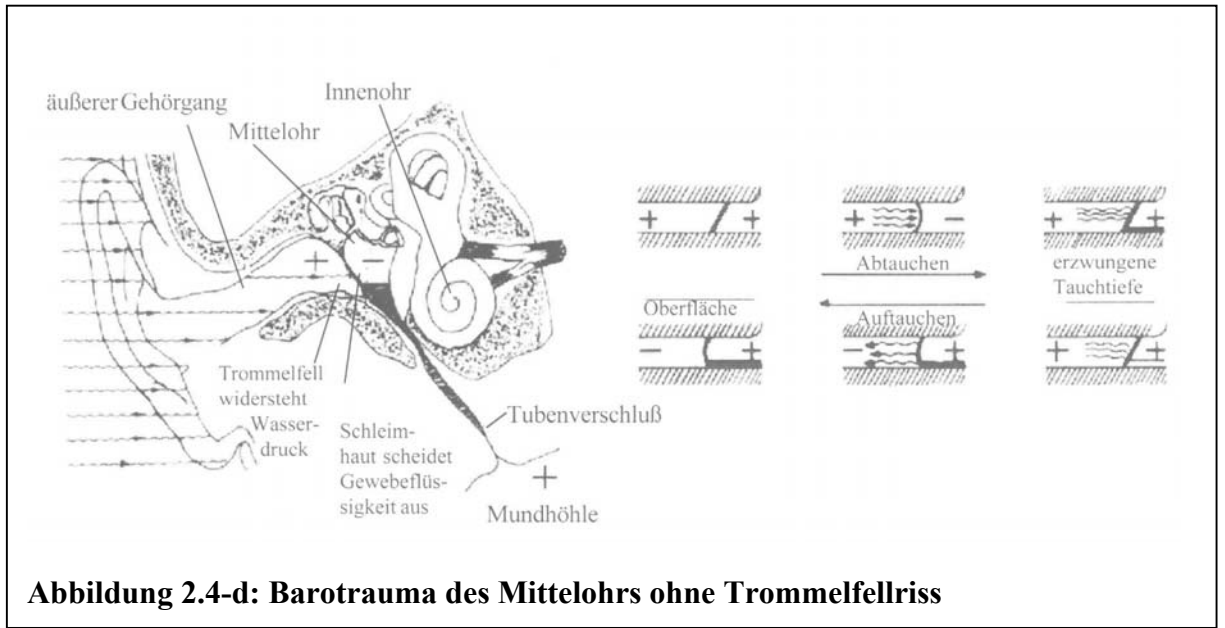 äußerer Gehörgang
Innenohr
Mittelohr
+ −
Trommelfell
widersteht
Wasser-
druck
Schleim-
haut scheidet
Gewebeflüs-
sigkeit aus
Tubenverschluß
+
Mundhöhle
+ +
+ −
+ +
Abtauchen
erzwungene
Tauchtiefe
Oberfläche
Auftauchen
− +
− +
+ +
Abbildung 2.4-d: Barotrauma des Mittelohrs ohne Trommelfellriss